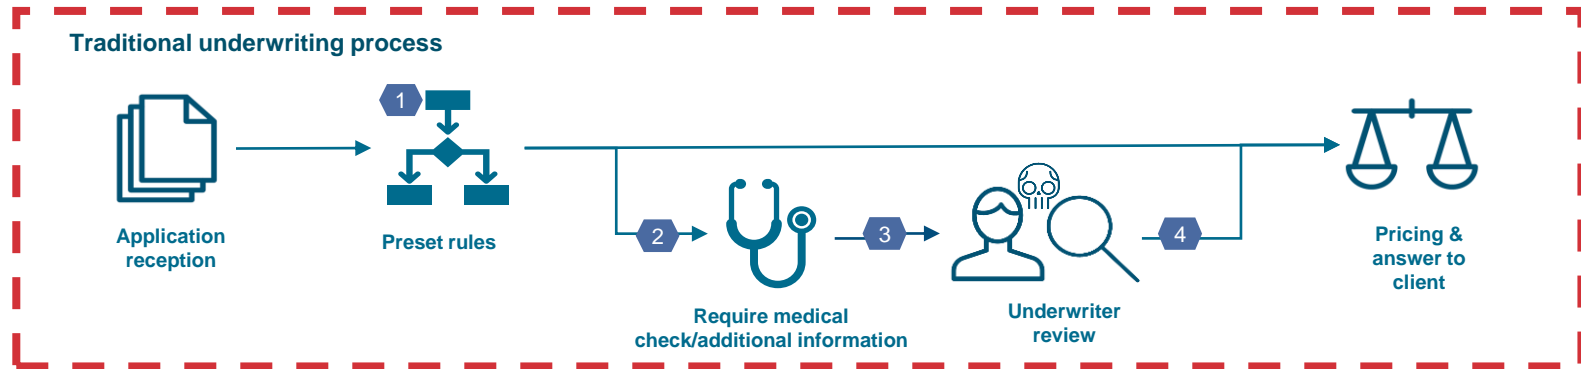 Traditional underwriting process
1
Application
reception
Preset rules
2
Require medical
check/additional information
3
Underwriter
review
4
Pricing &
answer to
client